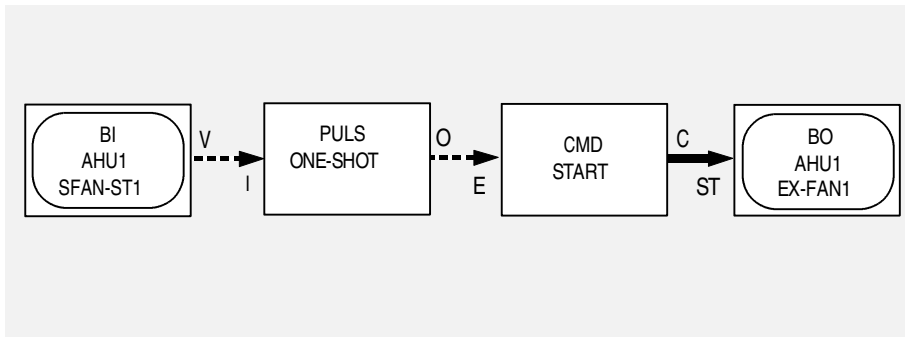 BI
AHU1
SFAN-ST1
V
I
PULS
ONE-SHOT
O
E
CMD
START
C
ST
BO
AHU1
EX-FAN1